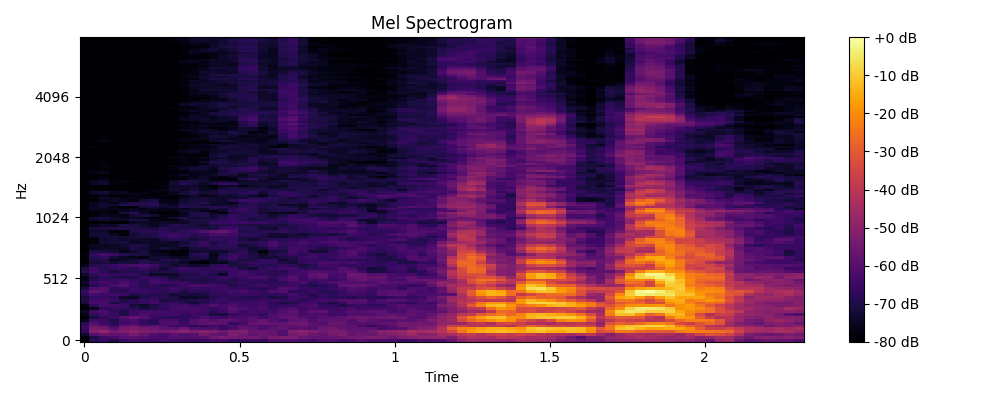 Mel Spectrogram
Hz
4096
2048
1024
512
0
0 0.5 1 1.5 2
Time
+0 dB
-10 dB
-20 dB
-30 dB
-40 dB
-50 dB
-60 dB
-70 dB
-80 dB